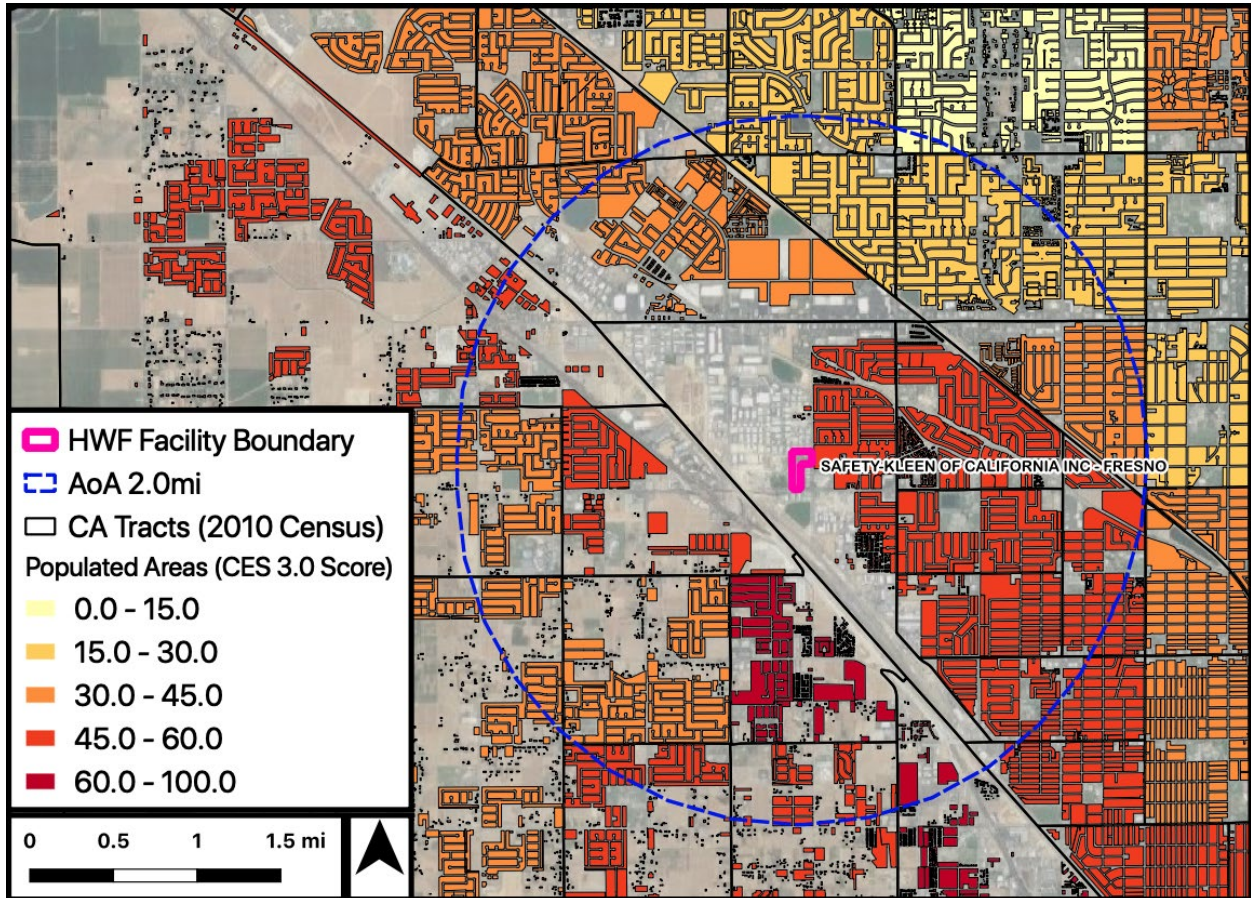 SAFETY-KLEEN OF CALIFORNIA INC - FRESNO
HWF Facility Boundary
AoA 2.0mi
CA Tracts (2010 Census)
Populated Areas (CES 3.0 Score)
0.0 - 15.0
15.0 - 30.0
30.0 - 45.0
45.0 - 60.0
60.0 - 100.0
0 0.5 1 1.5 mi